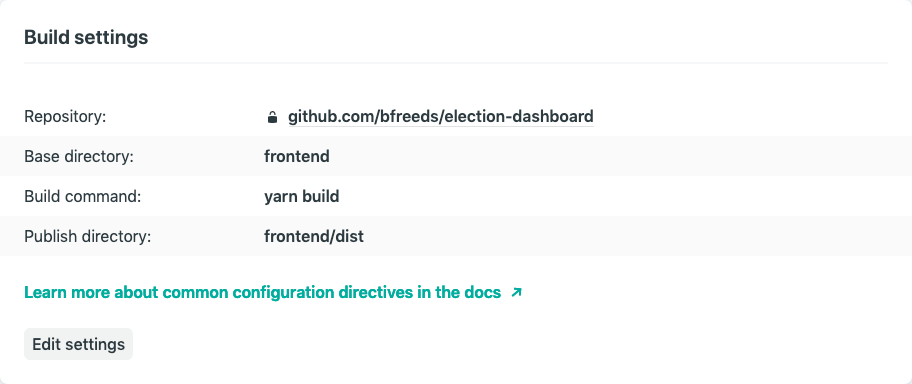 Build settings
Repository: github.com/bfreeds/election-dashboard
Base directory: frontend
Build command: yarn build
Publish directory: frontend/dist
Learn more about common configuration directives in the docs
Edit settings